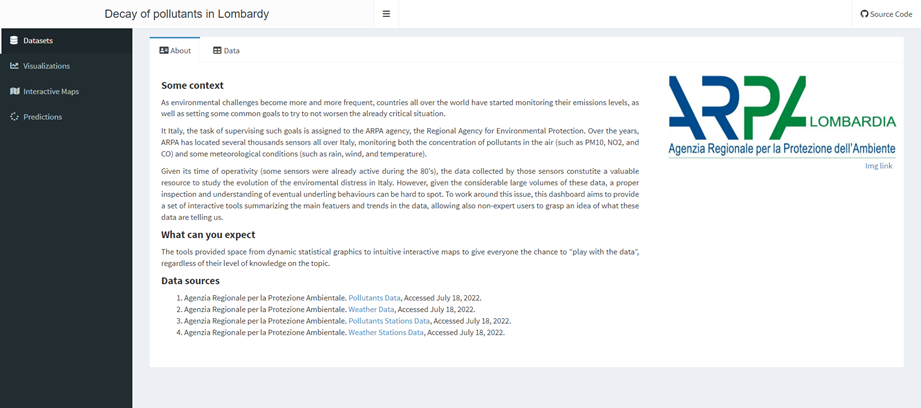 Decay of pollutants in Lombardy
Source Code
Datasets
Visualizations
Interactive Maps
Predictions
About
Data
Some context
As environmental challenges become more and more frequent, countries all over the world have started monitoring their emissions levels, as
well as setting some common goals to try to not worsen the already critical situation.
It Italy, the task of supervising such goals is assigned to the ARPA agency, the Regional Agency for Environmental Protection. Over the years,
ARPA has located several thousands sensors all over Italy, monitoring both the concentration of pollutants in the air (such as PM10, NO2, and
CO) and some meteorological conditions (such as rain, wind, and temperature).
Given its time of operativity (some sensors were already active during the 80's), the data collected by those sensors constutite a valuable
resource to study the evolution of the enviromental distress in Italy. However, given the considerable large volumes of these data, a proper
inspection and understanding of eventual underling behaviours can be hard to spot. To work around this issue, this dashboard aims to provide
a set of interactive tools summarizing the main featuers and trends in the data, allowing also non-expert users to grasp an idea of what these
data are telling us.
What can you expect
The tools provided space from dynamic statistical graphics to intuitive interactive maps to give everyone the chance to "play with the data",
regardless of their level of knowledge on the topic.
Data sources
1. Agenzia Regionale per la Protezione Ambientale. Pollutants Data, Accessed July 18, 2022.
2. Agenzia Regionale per la Protezione Ambientale. Weather Data, Accessed July 18, 2022.
3. Agenzia Regionale per la Protezione Ambientale. Pollutants Stations Data, Accessed July 18, 2022.
4. Agenzia Regionale per la Protezione Ambientale. Weather Stations Data, Accessed July 18, 2022.
ARPA LOMBARDIA
Agenzia Regionale per la Protezione dell'Ambiente
Img link